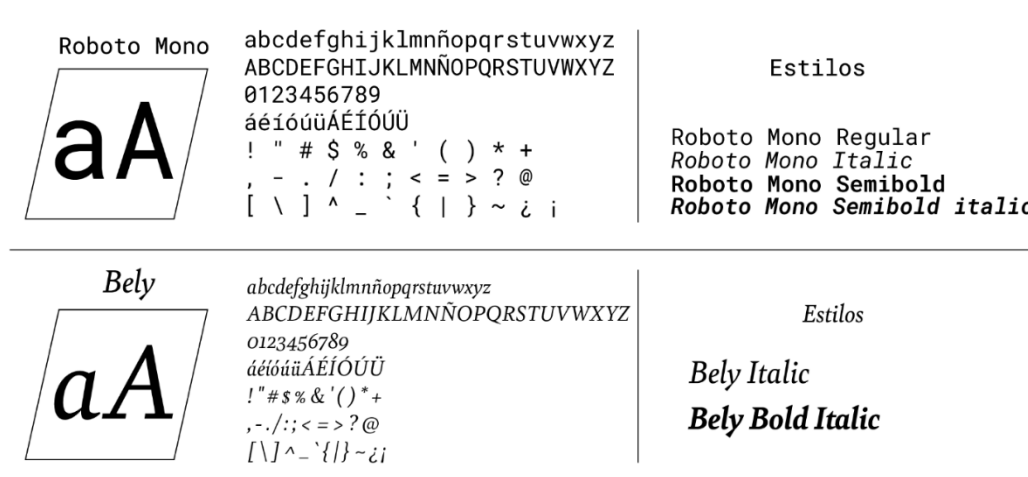 Roboto Mono
aA
abcdefghijklmnñopqrstuvwxyz
ABCDEFGHIJKLMNÑOPQRSTUVWXYZ
0123456789
áéíóúüÁÉÍÓÚÜ
! " # $ % & ' ( ) * +
, - . / : ; < = > ? @
[ \ ] ^ _ ` { | } ~ ¿ ¡
Estilos
Roboto Mono Regular
Roboto Mono Italic
Roboto Mono Semibold
Roboto Mono Semibold italic
Bely
aA
abcdefghijklmnñopqrstuvwxyz
ABCDEFGHIJKLMNÑOPQRSTUVWXYZ
0123456789
áéíóúüÁÉÍÓÚÜ
!"#$%&'()*+
,-./:;<=>?@
[\]^_`{|}~¿¡
Estilos
Bely Italic
Bely Bold Italic